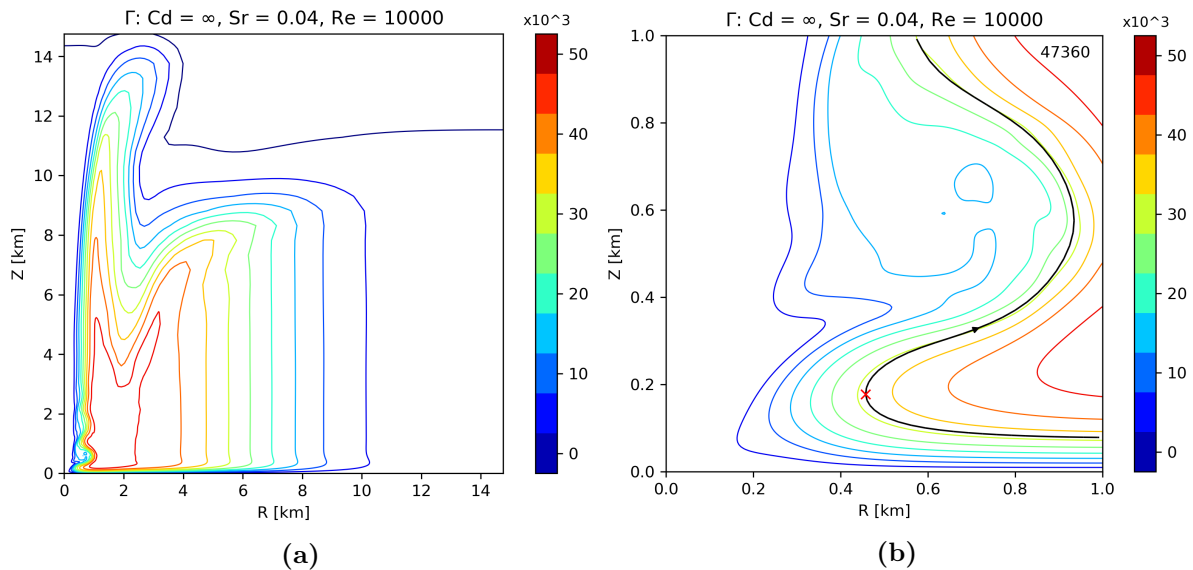 Γ: Cd = ∞, Sr = 0.04, Re = 10000
x10^3
14
12
10
8
6
4
2
0
Z [km]
0 2 4 6 8 10 12 14
R [km]
50
40
30
20
10
0
(a)
Γ: Cd = ∞, Sr = 0.04, Re = 10000
x10^3
47360
1.0
0.8
0.6
0.4
0.2
0.0
Z [km]
0.0 0.2 0.4 0.6 0.8 1.0
R [km]
50
40
30
20
10
0
(b)